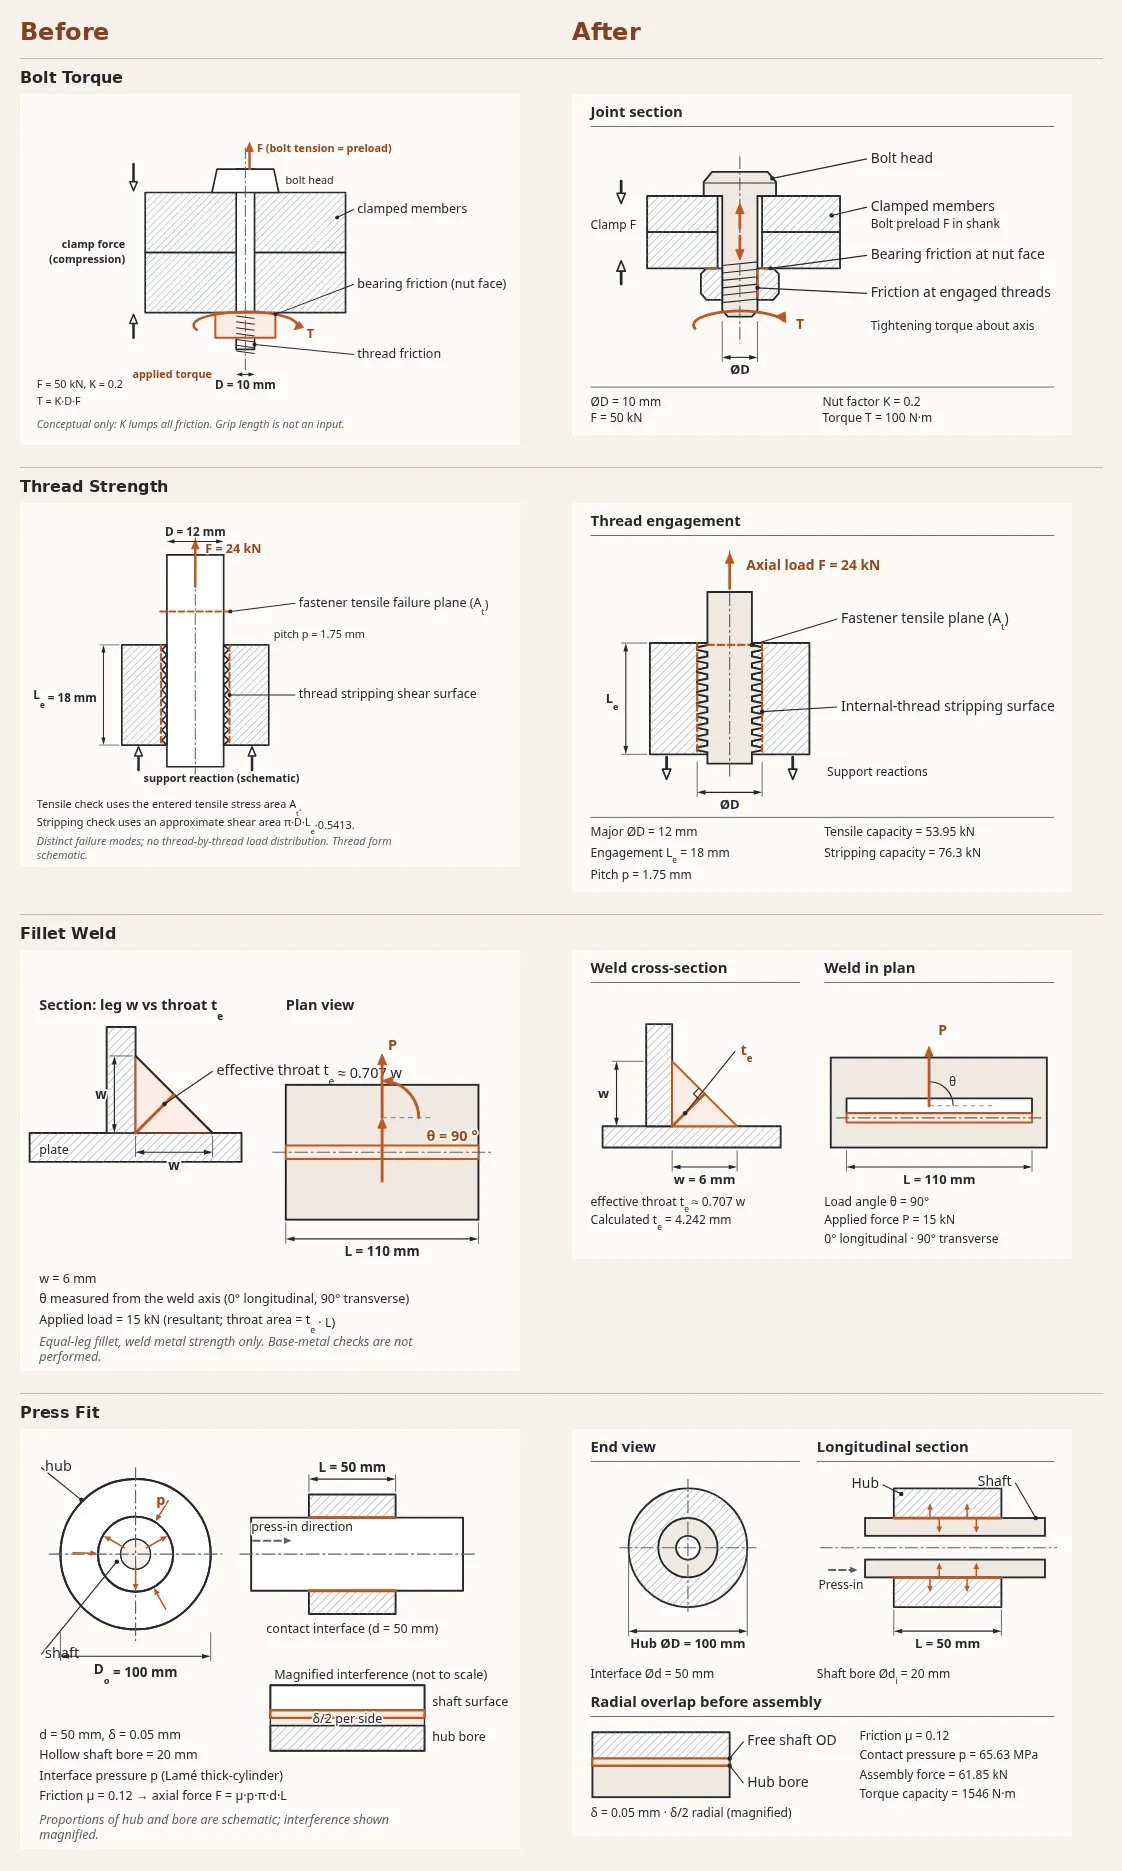 Before
After
Bolt Torque
F (bolt tension = preload)
bolt head
clamped members
clamp force
(compression)
bearing friction (nut face)
T
thread friction
applied torque
D = 10 mm
F = 50 kN, K = 0.2
T = K·D·F
Conceptual only: K lumps all friction. Grip length is not an input.
Joint section
Bolt head
Clamped members
Bolt preload F in shank
Clamp F
Bearing friction at nut face
Friction at engaged threads
T
Tightening torque about axis
ØD
ØD = 10 mm
Nut factor K = 0.2
F = 50 kN
Torque T = 100 N·m
Thread Strength
D = 12 mm
F = 24 kN
fastener tensile failure plane (At)
pitch p = 1.75 mm
Le = 18 mm
thread stripping shear surface
support reaction (schematic)
Tensile check uses the entered tensile stress area At.
Stripping check uses an approximate shear area π·D·Le·0.5413.
Distinct failure modes; no thread-by-thread load distribution. Thread form
schematic.
Thread engagement
Axial load F = 24 kN
Fastener tensile plane (At)
Le
Internal-thread stripping surface
Support reactions
ØD
Major ØD = 12 mm
Tensile capacity = 53.95 kN
Engagement Le = 18 mm
Stripping capacity = 76.3 kN
Pitch p = 1.75 mm
Fillet Weld
Section: leg w vs throat te
Plan view
P
effective throat te ≈ 0.707 w
w
θ = 90 °
plate
w
L = 110 mm
w = 6 mm
θ measured from the weld axis (0° longitudinal, 90° transverse)
Applied load = 15 kN (resultant; throat area = te · L)
Equal-leg fillet, weld metal strength only. Base-metal checks are not
performed.
Weld cross-section
Weld in plan
P
te
θ
w
w = 6 mm
L = 110 mm
effective throat te ≈ 0.707 w
Load angle θ = 90°
Calculated te = 4.242 mm
Applied force P = 15 kN
0° longitudinal · 90° transverse
Press Fit
hub
L = 50 mm
p
press-in direction
contact interface (d = 50 mm)
shaft
Do = 100 mm
Magnified interference (not to scale)
shaft surface
δ/2 per side
hub bore
d = 50 mm, δ = 0.05 mm
Hollow shaft bore = 20 mm
Interface pressure p (Lamé thick-cylinder)
Friction μ = 0.12 → axial force F = μ·p·π·d·L
Proportions of hub and bore are schematic; interference shown
magnified.
End view
Longitudinal section
Hub
Shaft
Press-in
Hub ØD = 100 mm
L = 50 mm
Interface Ød = 50 mm
Shaft bore Ødi = 20 mm
Radial overlap before assembly
Free shaft OD
Hub bore
δ = 0.05 mm · δ/2 radial (magnified)
Friction μ = 0.12
Contact pressure p = 65.63 MPa
Assembly force = 61.85 kN
Torque capacity = 1546 N·m